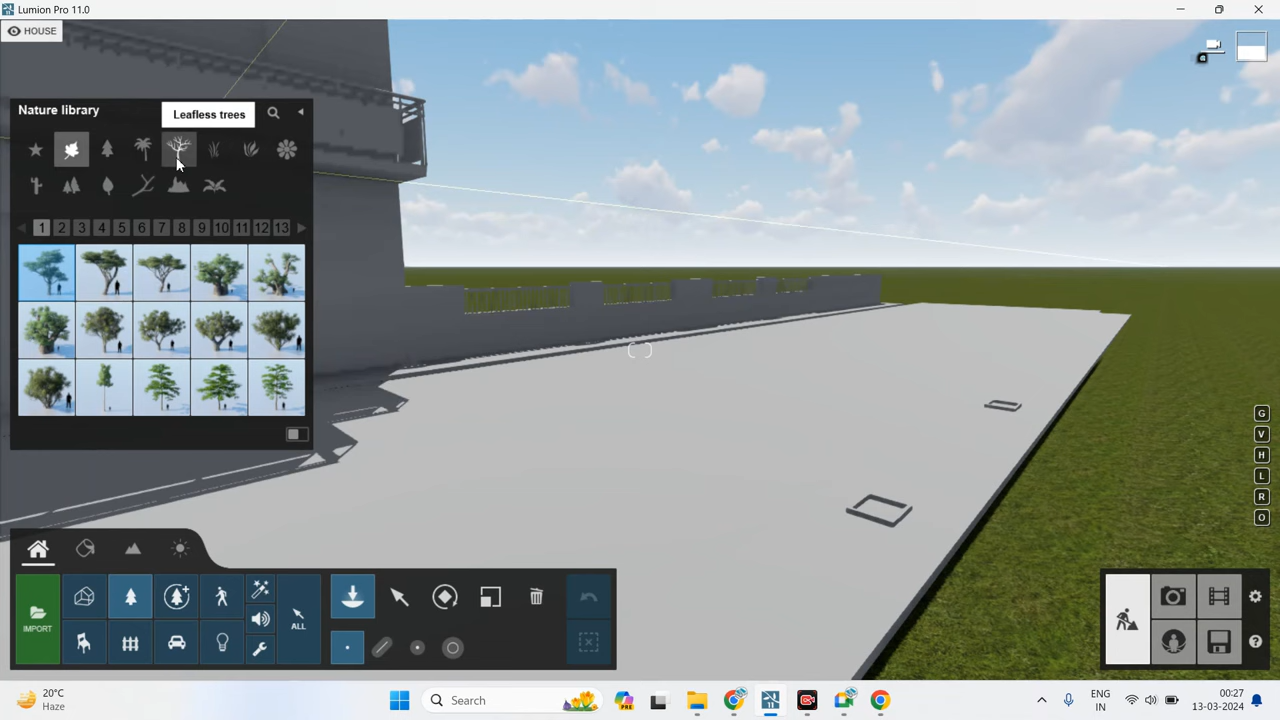 Lumion Pro 11.0
HOUSE
Nature library
Leafless trees
1 2 3 4 5 6 7 8 9 10 11 12 13
G
V
H
L
R
O
IMPORT
ALL
20°C
Haze
Search
PRE
ENG
IN
00:27
13-03-2024